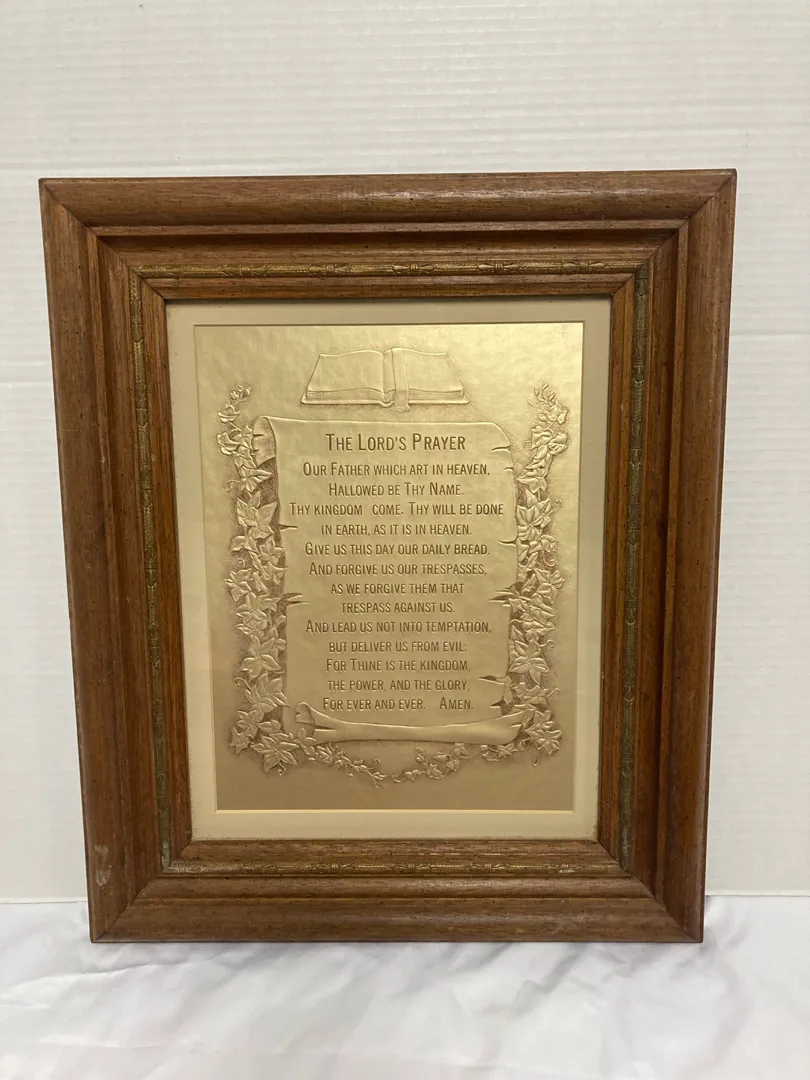 THE LORD'S PRAYER
OUR FATHER WHICH ART IN HEAVEN,
HALLOWED BE THY NAME.
THY KINGDOM COME. THY WILL BE DONE
IN EARTH, AS IT IS IN HEAVEN.
GIVE US THIS DAY OUR DAILY BREAD.
AND FORGIVE US OUR TRESPASSES,
AS WE FORGIVE THEM THAT
TRESPASS AGAINST US.
AND LEAD US NOT INTO TEMPTATION,
BUT DELIVER US FROM EVIL:
FOR THINE IS THE KINGDOM,
THE POWER, AND THE GLORY,
FOR EVER AND EVER. AMEN.